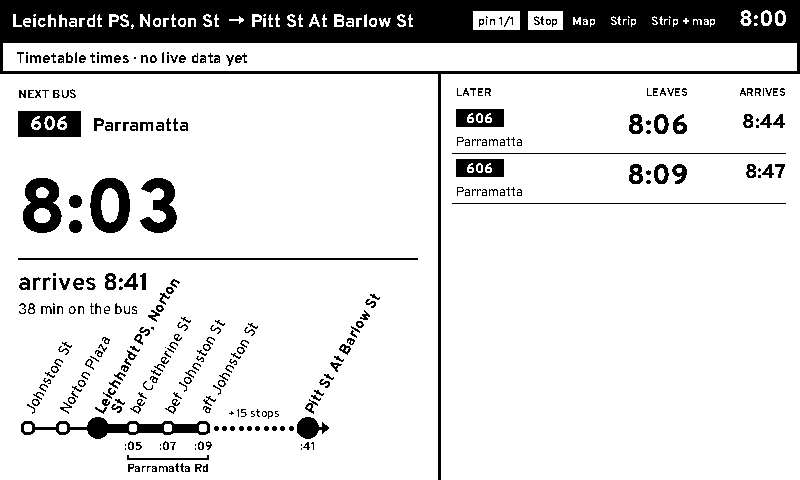 Leichhardt PS, Norton St → Pitt St At Barlow St
pin 1/1 Stop Map Strip Strip + map 8:00
Timetable times · no live data yet
NEXT BUS
606 Parramatta
8:03
arrives 8:41
38 min on the bus
Johnston St
Norton Plaza
Leichhardt PS, Norton
St
bef Catherine St
bef Johnston St
aft Johnston St
+15 stops
Pitt St At Barlow St
:05 :07 :09 :41
Parramatta Rd
LATER LEAVES ARRIVES
606 8:06 8:44
Parramatta
606 8:09 8:47
Parramatta